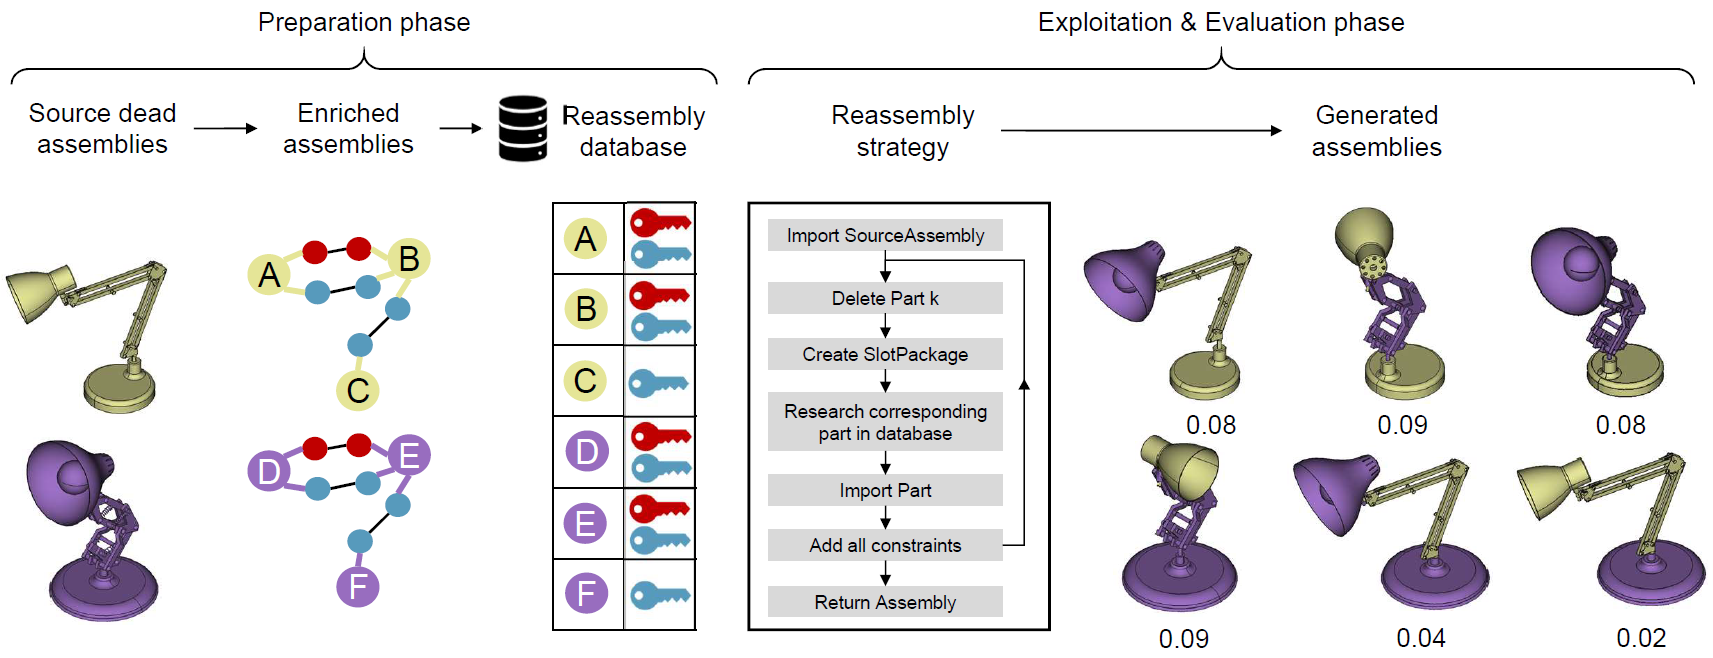 Preparation phase
Exploitation & Evaluation phase
Source dead
assemblies
Enriched
assemblies
Reassembly
database
Reassembly
strategy
Generated
assemblies
A
B
C
D
E
F
A
B
C
D
E
F
Import SourceAssembly
Delete Part k
Create SlotPackage
Research corresponding
part in database
Import Part
Add all constraints
Return Assembly
0.08
0.09
0.08
0.09
0.04
0.02